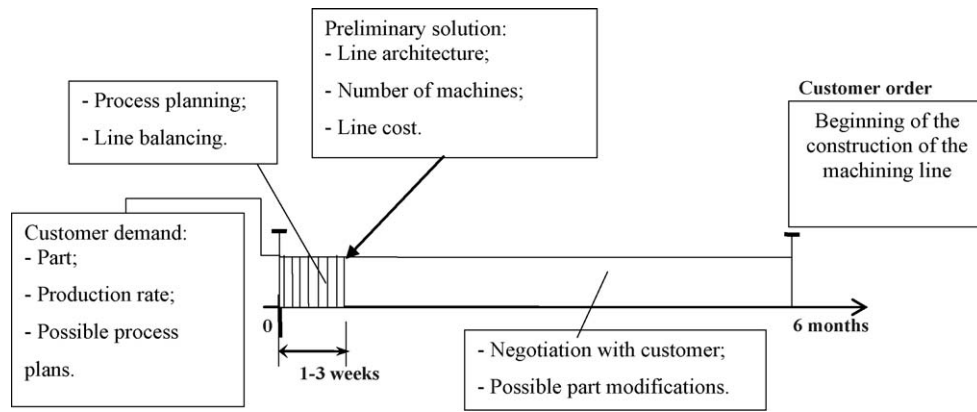 Preliminary solution:
- Line architecture;
- Number of machines;
- Line cost.
- Process planning;
- Line balancing.
Customer order
Beginning of the
construction of the
machining line
Customer demand:
- Part;
- Production rate;
- Possible process
plans.
0
6 months
1-3 weeks
- Negotiation with customer;
- Possible part modifications.